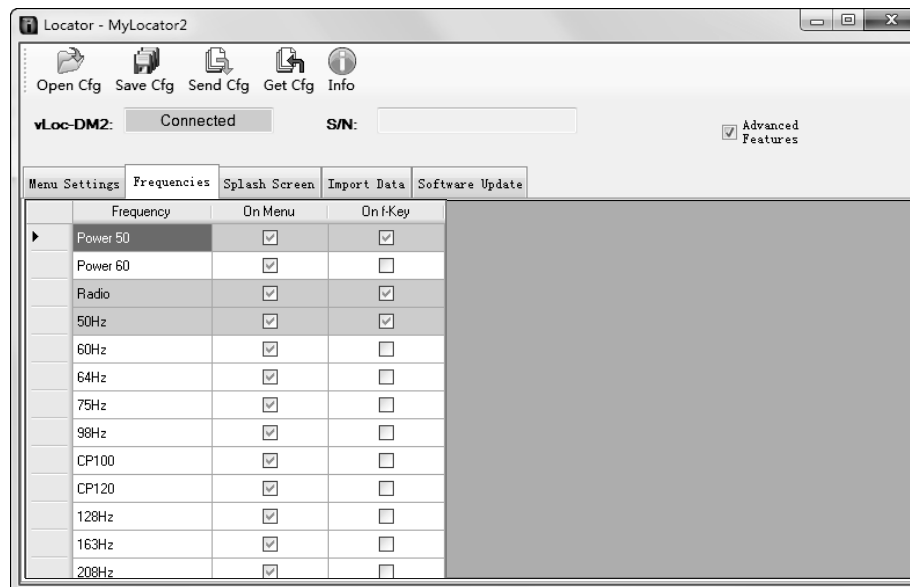 Locator - MyLocator2
Open Cfg Save Cfg Send Cfg Get Cfg Info
vLoc-DM2: Connected S/N: Advanced Features
Menu Settings Frequencies Splash Screen Import Data Software Update
Frequency On Menu On f-Key
Power 50
Power 60
Radio
50Hz
60Hz
64Hz
75Hz
98Hz
CP100
CP120
128Hz
163Hz
208Hz